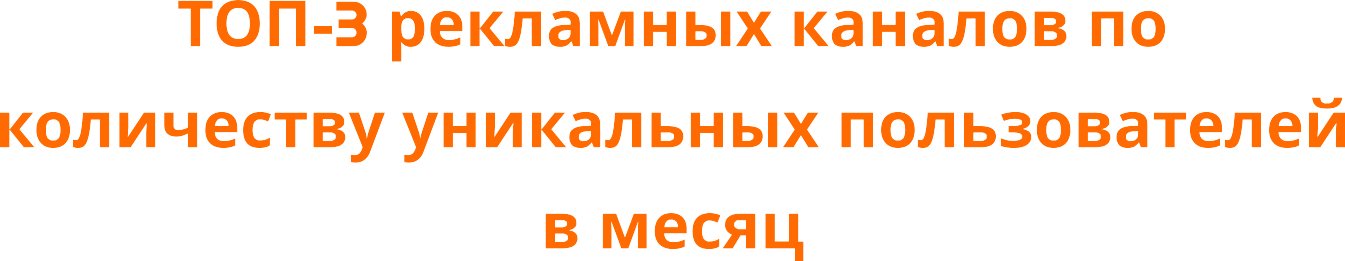 ТОП-3 рекламных каналов по
количеству уникальных пользователей
в месяц